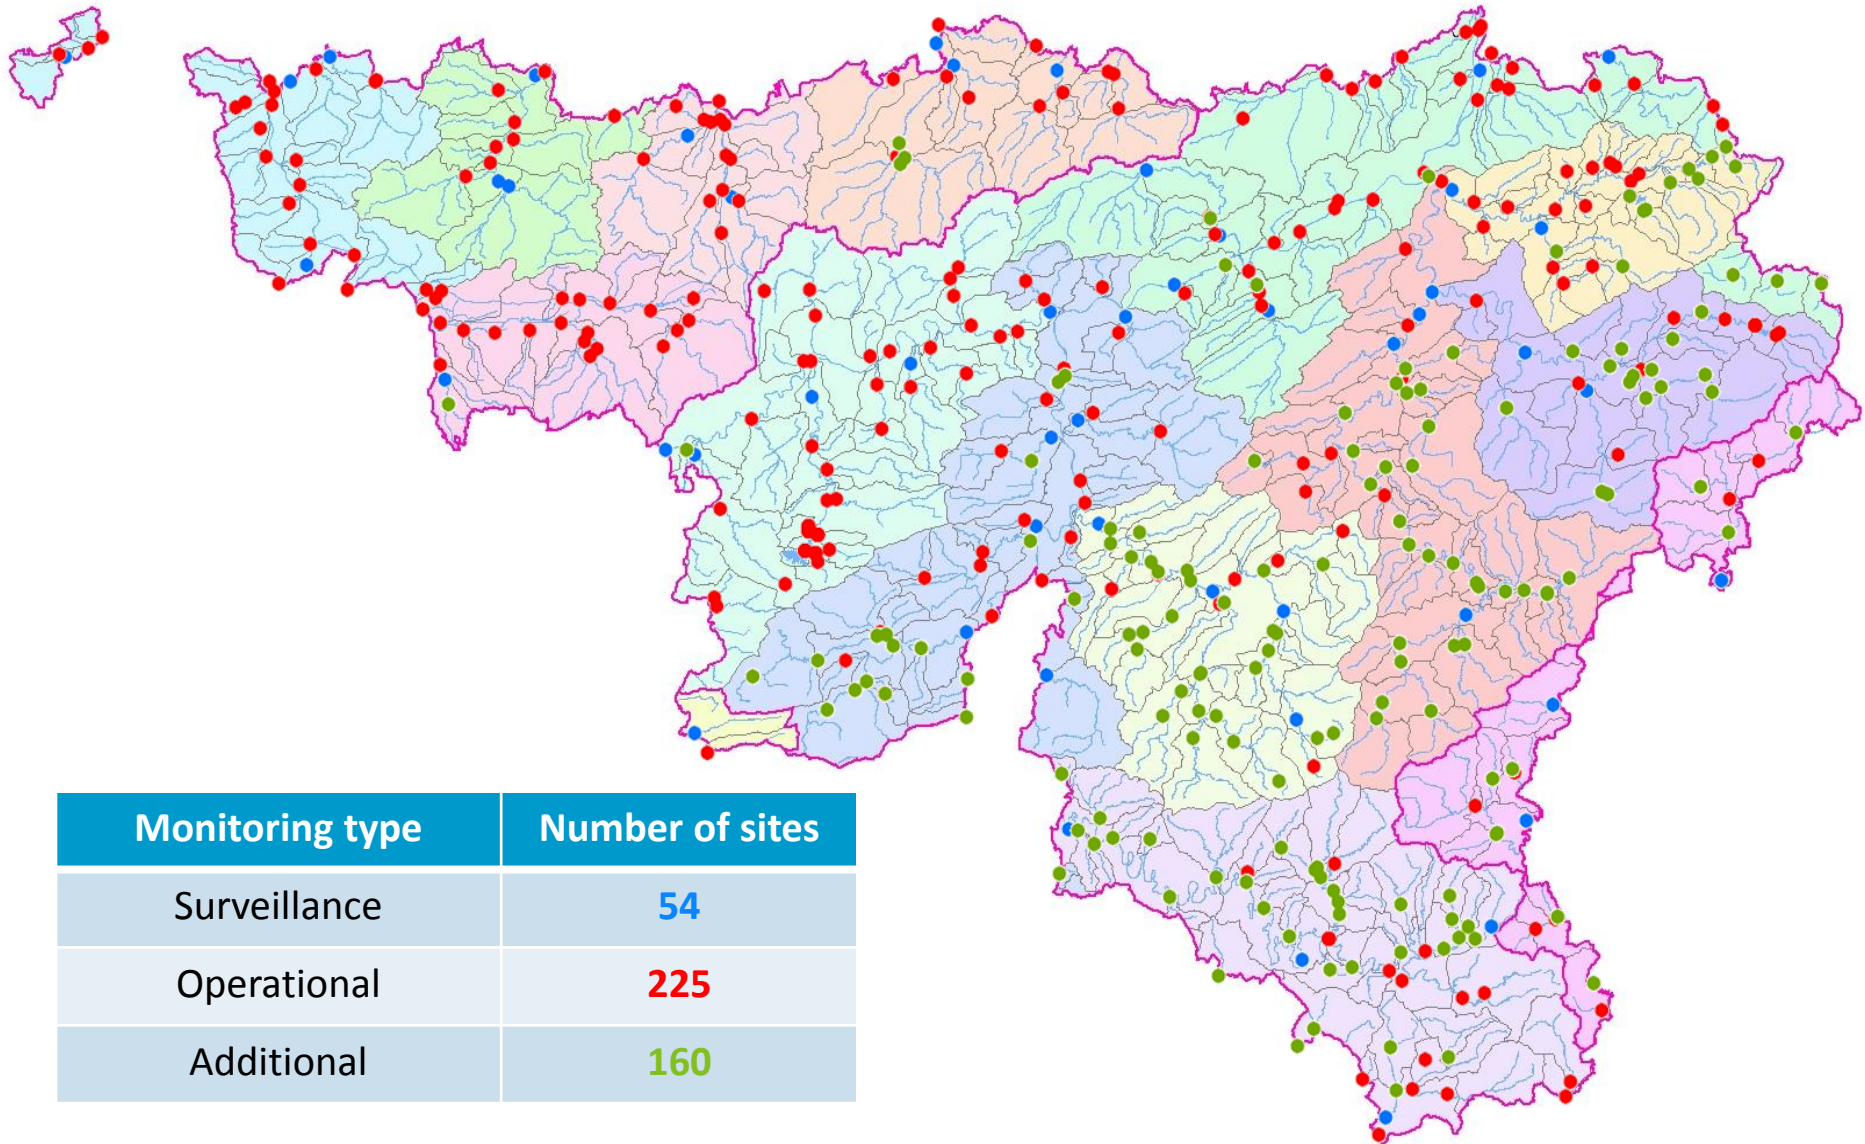 Monitoring type Number of sites
Surveillance 54
Operational 225
Additional 160